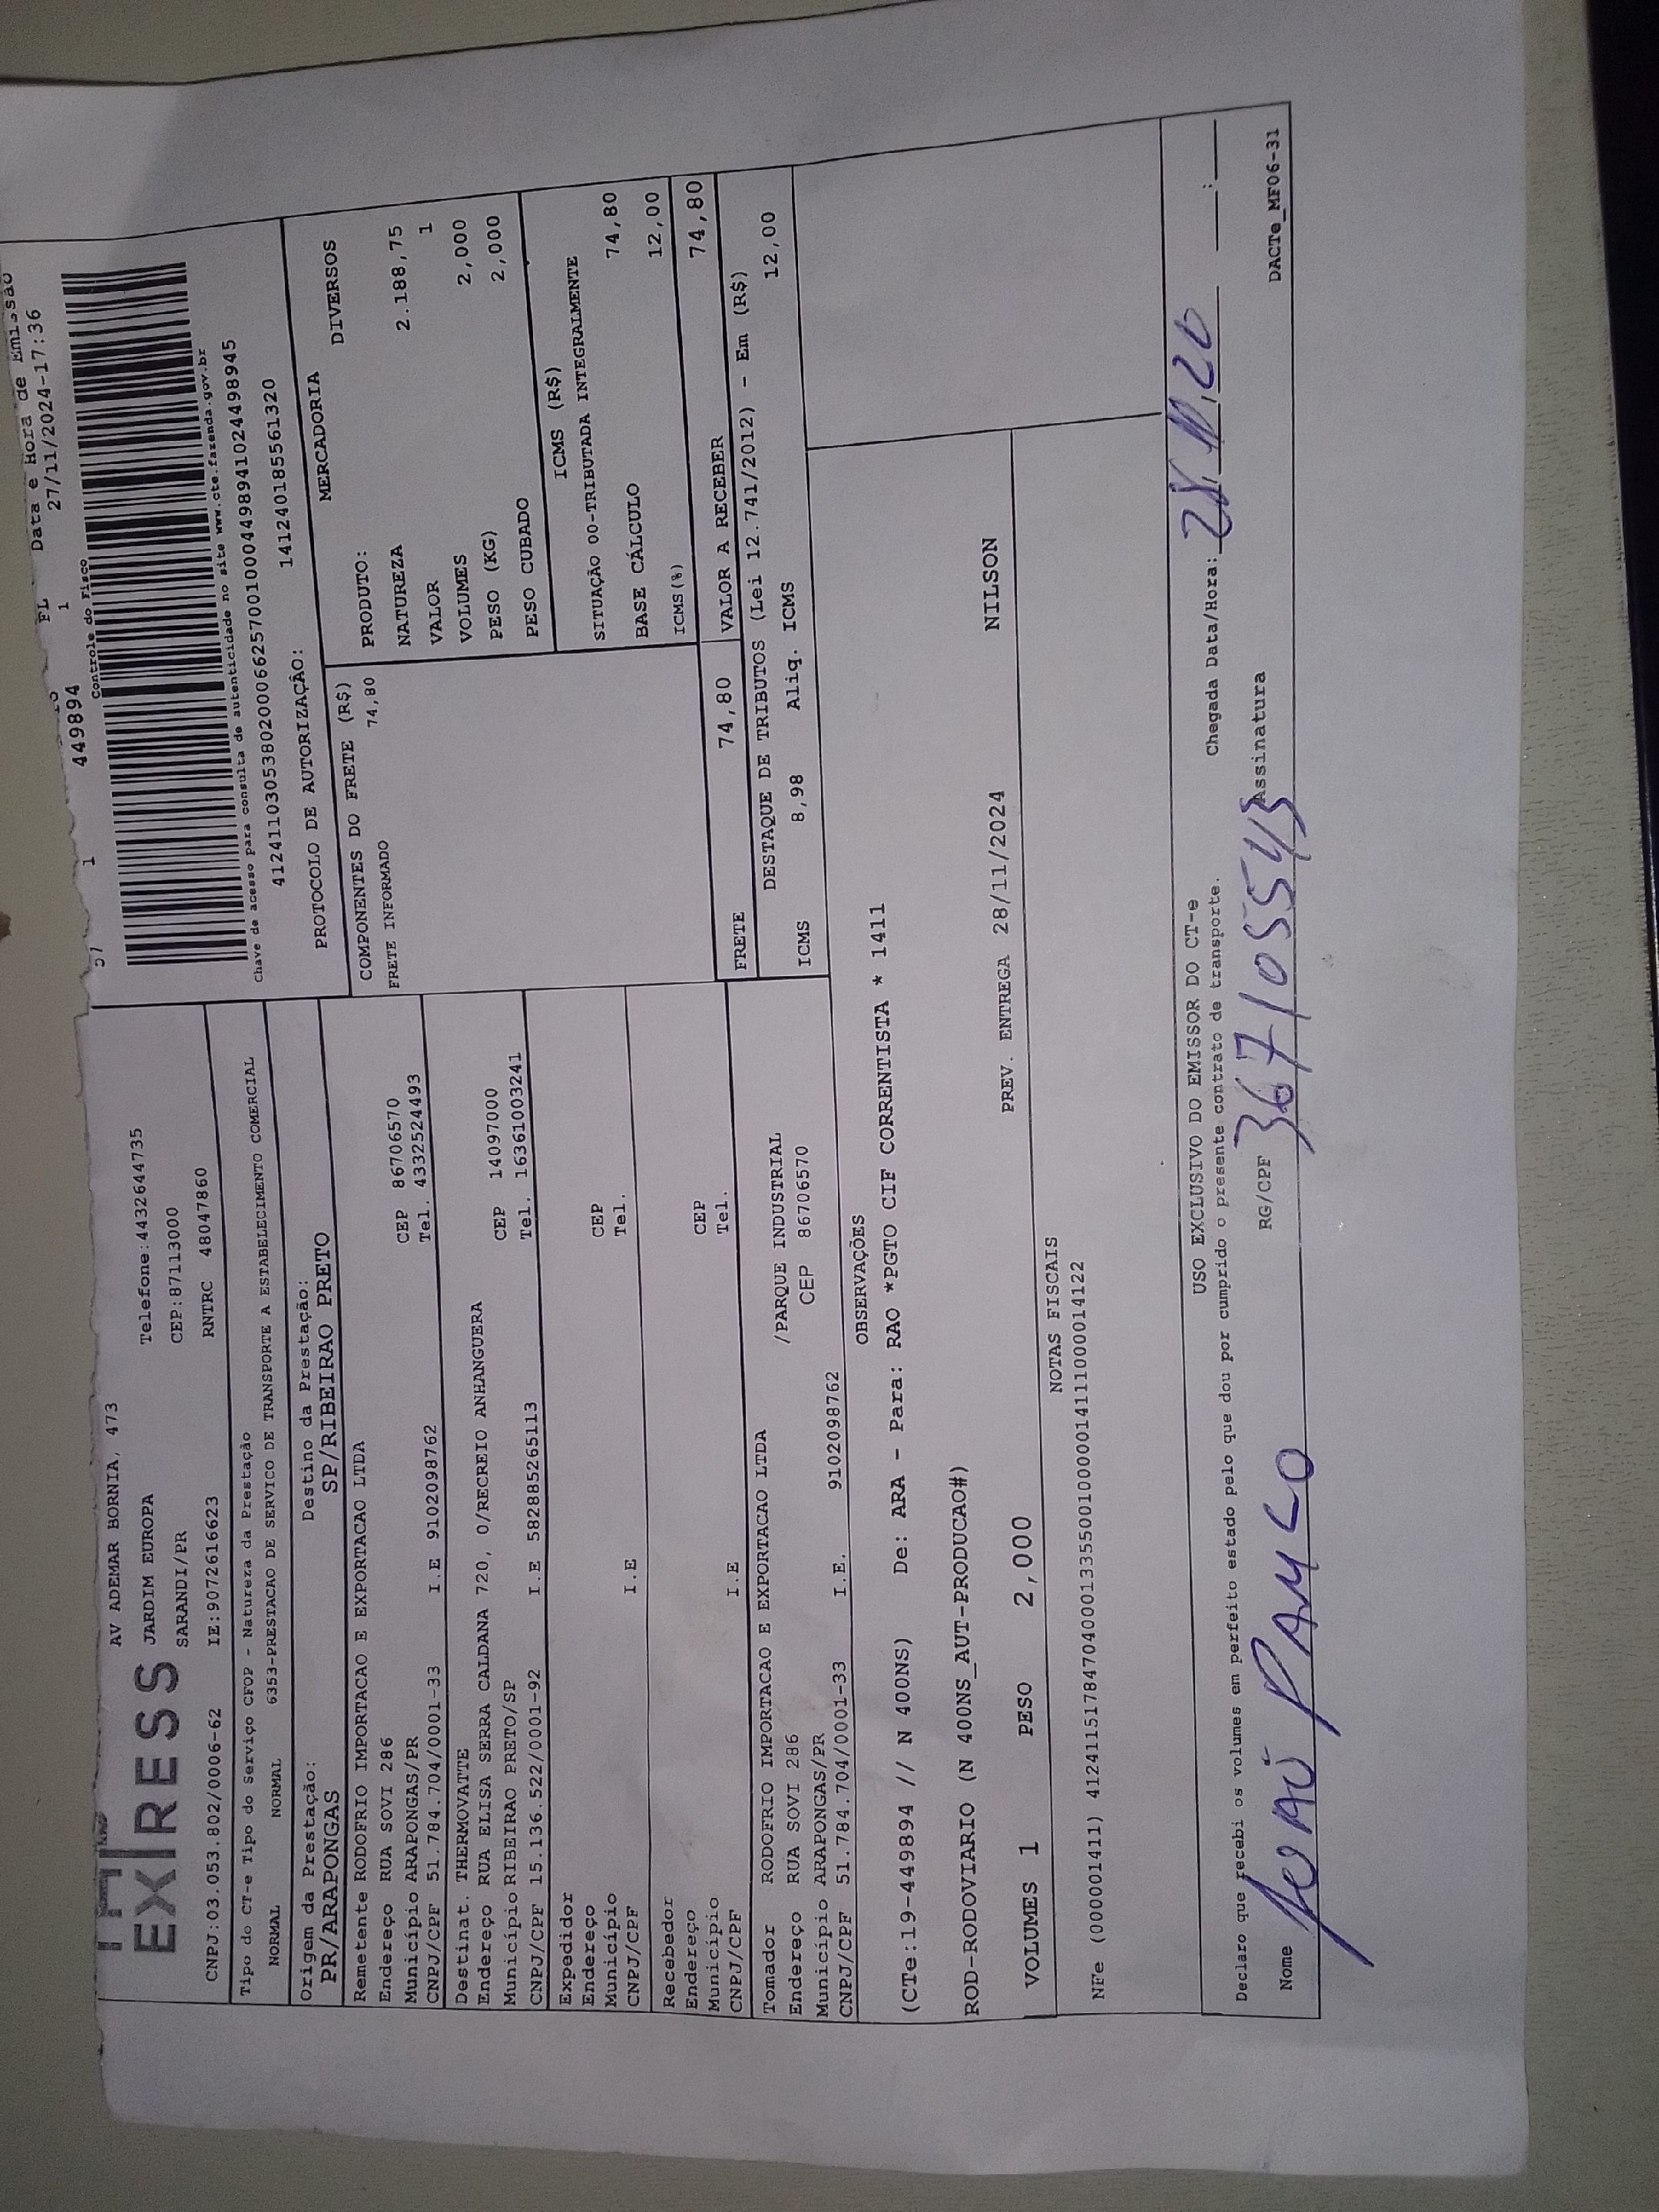 Data e Hora de Emissão
1 449894 1 FL 27/11/2024-17:36
Controle do Fisco
EXPRESS
AV ADEMAR BORNIA, 473
JARDIM EUROPA Telefone:4432644735
SARANDI/PR CEP:87113000
CNPJ:03.053.802/0006-62 IE:9072616623 RNTRC 48047860
Chave de acesso para consulta de autenticidade no site www.cte.fazenda.gov.br
41241103053802000662570010004498941024498945
PROTOCOLO DE AUTORIZAÇÃO: 141240185561320
Tipo do CT-e Tipo do Serviço CFOP - Natureza da Prestação
NORMAL NORMAL 6353-PRESTACAO DE SERVICO DE TRANSPORTE A ESTABELECIMENTO COMERCIAL
Origem da Prestação: Destino da Prestação:
PR/ARAPONGAS SP/RIBEIRAO PRETO
Remetente RODOFRIO IMPORTACAO E EXPORTACAO LTDA
Endereço RUA SOVI 286
Município ARAPONGAS/PR CEP 86706570
CNPJ/CPF 51.784.704/0001-33 I.E 9102098762 Tel. 4332524493
Destinat. THERMOVATTE
Endereço RUA ELISA SERRA CALDANA 720, 0/RECREIO ANHANGUERA
Município RIBEIRAO PRETO/SP CEP 14097000
CNPJ/CPF 15.136.522/0001-92 I.E 582885265113 Tel. 16361003241
Expedidor
Endereço
Município CEP
CNPJ/CPF I.E Tel.
Recebedor
Endereço
Município CEP
CNPJ/CPF I.E Tel.
Tomador RODOFRIO IMPORTACAO E EXPORTACAO LTDA
Endereço RUA SOVI 286 /PARQUE INDUSTRIAL
Município ARAPONGAS/PR CEP 86706570
CNPJ/CPF 51.784.704/0001-33 I.E. 9102098762
COMPONENTES DO FRETE (R$)
FRETE INFORMADO 74,80
MERCADORIA
PRODUTO: DIVERSOS
NATUREZA
VALOR 2.188,75
VOLUMES 1
PESO (KG) 2,000
PESO CUBADO 2,000
ICMS (R$)
SITUAÇÃO 00-TRIBUTADA INTEGRALMENTE
BASE CÁLCULO 74,80
ICMS(%) 12,00
FRETE 74,80 VALOR A RECEBER 74,80
DESTAQUE DE TRIBUTOS (Lei 12.741/2012) - Em (R$)
ICMS 8,98 Aliq. ICMS 12,00
OBSERVAÇÕES
(CTe:19-449894 // N 400NS) De: ARA - Para: RAO *PGTO CIF CORRENTISTA * 1411
ROD-RODOVIARIO (N 400NS_AUT-PRODUCAO#)
VOLUMES 1 PESO 2,000 PREV. ENTREGA 28/11/2024 NILSON
NOTAS FISCAIS
NFe (000001411) 41241151784704000133550010000014111000014122
USO EXCLUSIVO DO EMISSOR DO CT-e
Declaro que recebi os volumes em perfeito estado pelo que dou por cumprido o presente contrato de transporte. Chegada Data/Hora: ___:___
Nome RG/CPF Assinatura
DACTe_MF06-31